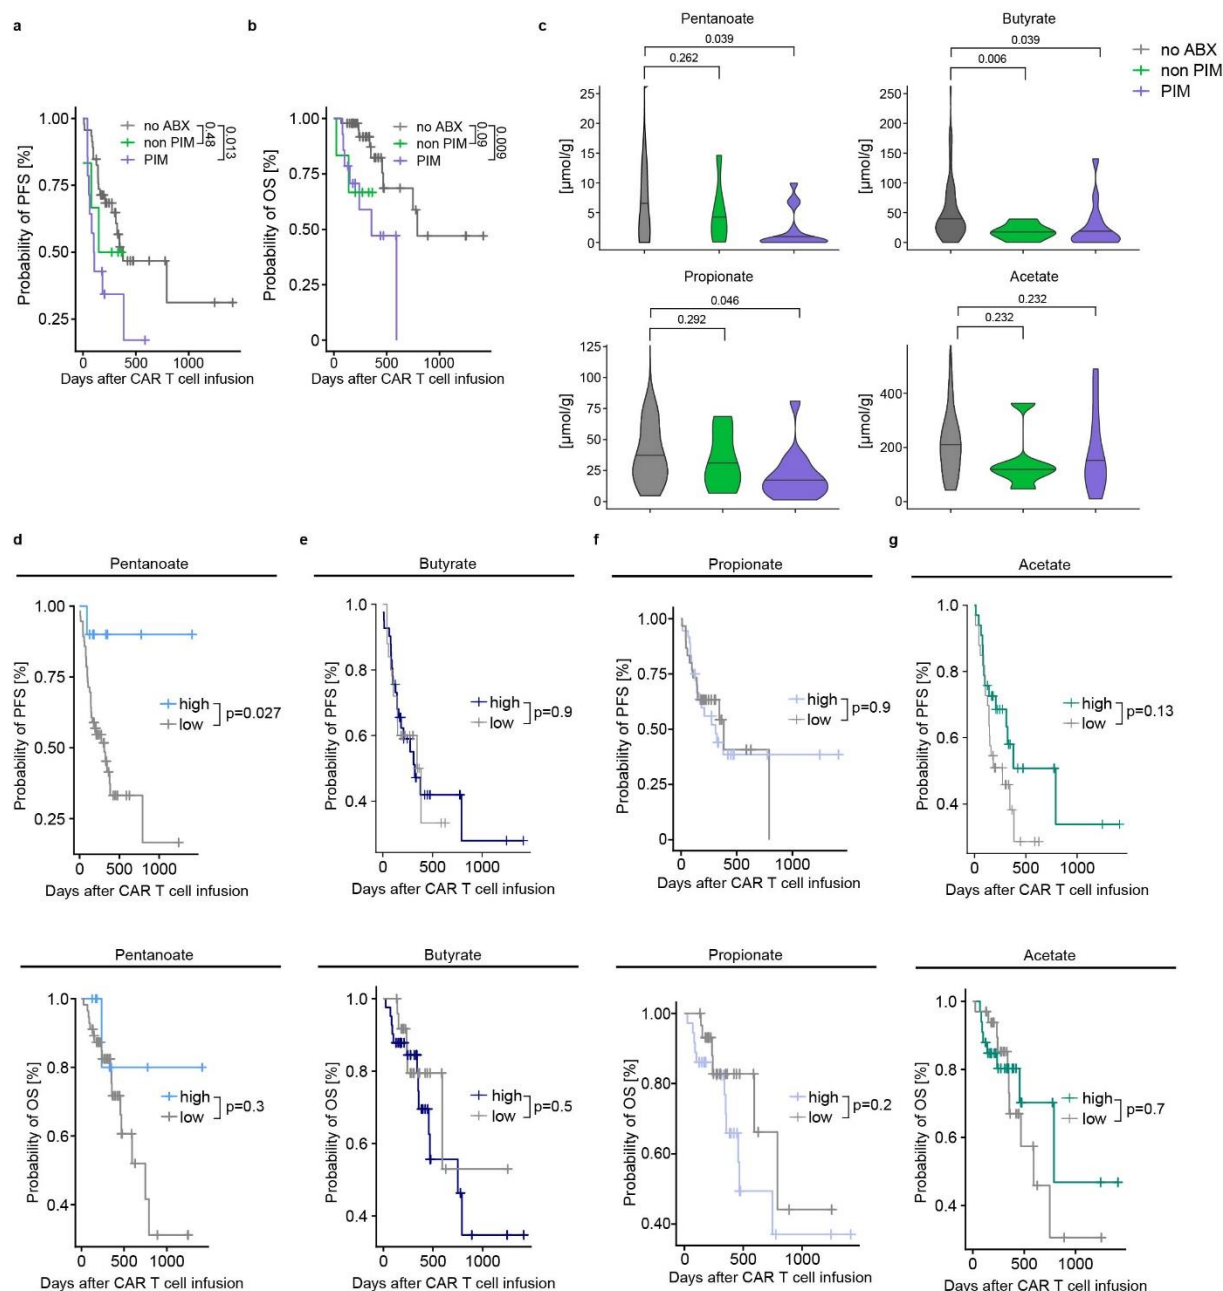 a
b
c
Pentanoate
Butyrate
no ABX
non PIM
PIM
Probability of PFS [%]
1.00
0.75
0.50
0.25
no ABX
non PIM
PIM
0.48
0.013
0
500
1000
Days after CAR T cell infusion
Probability of OS [%]
1.00
0.75
0.50
0.25
0
no ABX
non PIM
PIM
0.09
0.009
0
500
1000
Days after CAR T cell infusion
0.039
0.262
[µmol/g]
25
20
15
10
5
0
0.039
0.006
[µmol/g]
250
200
150
100
50
0
Propionate
0.046
0.292
[µmol/g]
125
100
75
50
25
0
Acetate
0.232
0.232
[µmol/g]
400
200
0
d
Pentanoate
Probability of PFS [%]
1.00
0.75
0.50
0.25
high
low
p=0.027
0
500
1000
Days after CAR T cell infusion
e
Butyrate
Probability of PFS [%]
1.0
0.8
0.6
0.4
high
low
p=0.9
0
500
1000
Days after CAR T cell infusion
f
Propionate
Probability of PFS [%]
1.00
0.75
0.50
0.25
0
high
low
p=0.9
0
500
1000
Days after CAR T cell infusion
g
Acetate
Probability of PFS [%]
1.0
0.8
0.6
0.4
high
low
p=0.13
0
500
1000
Days after CAR T cell infusion
Pentanoate
Probability of OS [%]
1.0
0.8
0.6
0.4
high
low
p=0.3
0
500
1000
Days after CAR T cell infusion
Butyrate
Probability of OS [%]
1.0
0.8
0.6
0.4
high
low
p=0.5
0
500
1000
Days after CAR T cell infusion
Propionate
Probability of OS [%]
1.00
0.80
0.60
0.40
high
low
p=0.2
0
500
1000
Days after CAR T cell infusion
Acetate
Probability of OS [%]
1.0
0.8
0.6
0.4
high
low
p=0.7
0
500
1000
Days after CAR T cell infusion